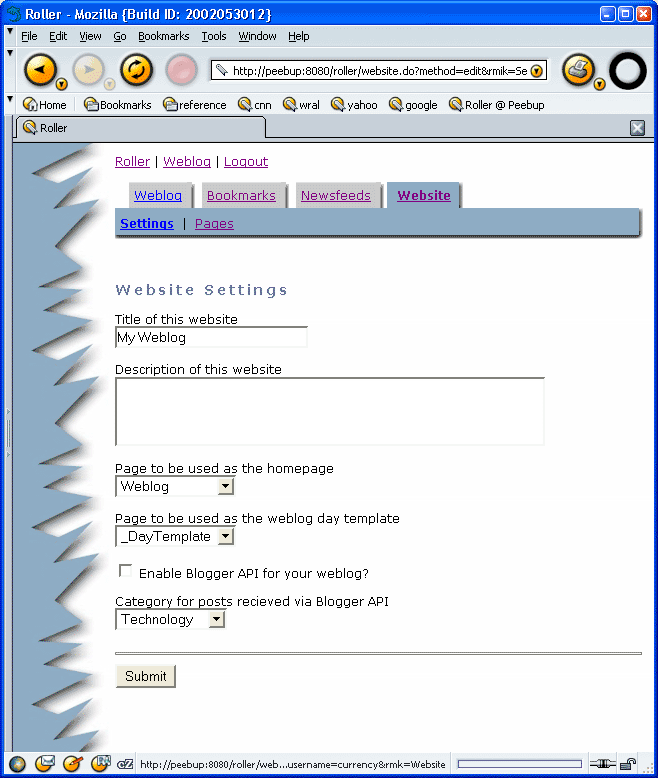 Roller - Mozilla {Build ID: 2002053012}
File Edit View Go Bookmarks Tools Window Help
http://peebup:8080/roller/website.do?method=edit&rmik=Se
Home Bookmarks reference cnn wral yahoo google Roller @ Peebup
Roller
Roller | Weblog | Logout
Weblog Bookmarks Newsfeeds Website
Settings | Pages
Website Settings
Title of this website
My Weblog
Description of this website
Page to be used as the homepage
Weblog
Page to be used as the weblog day template
_DayTemplate
Enable Blogger API for your weblog?
Category for posts recieved via Blogger API
Technology
Submit
http://peebup:8080/roller/web...username=currency&rmk=Website